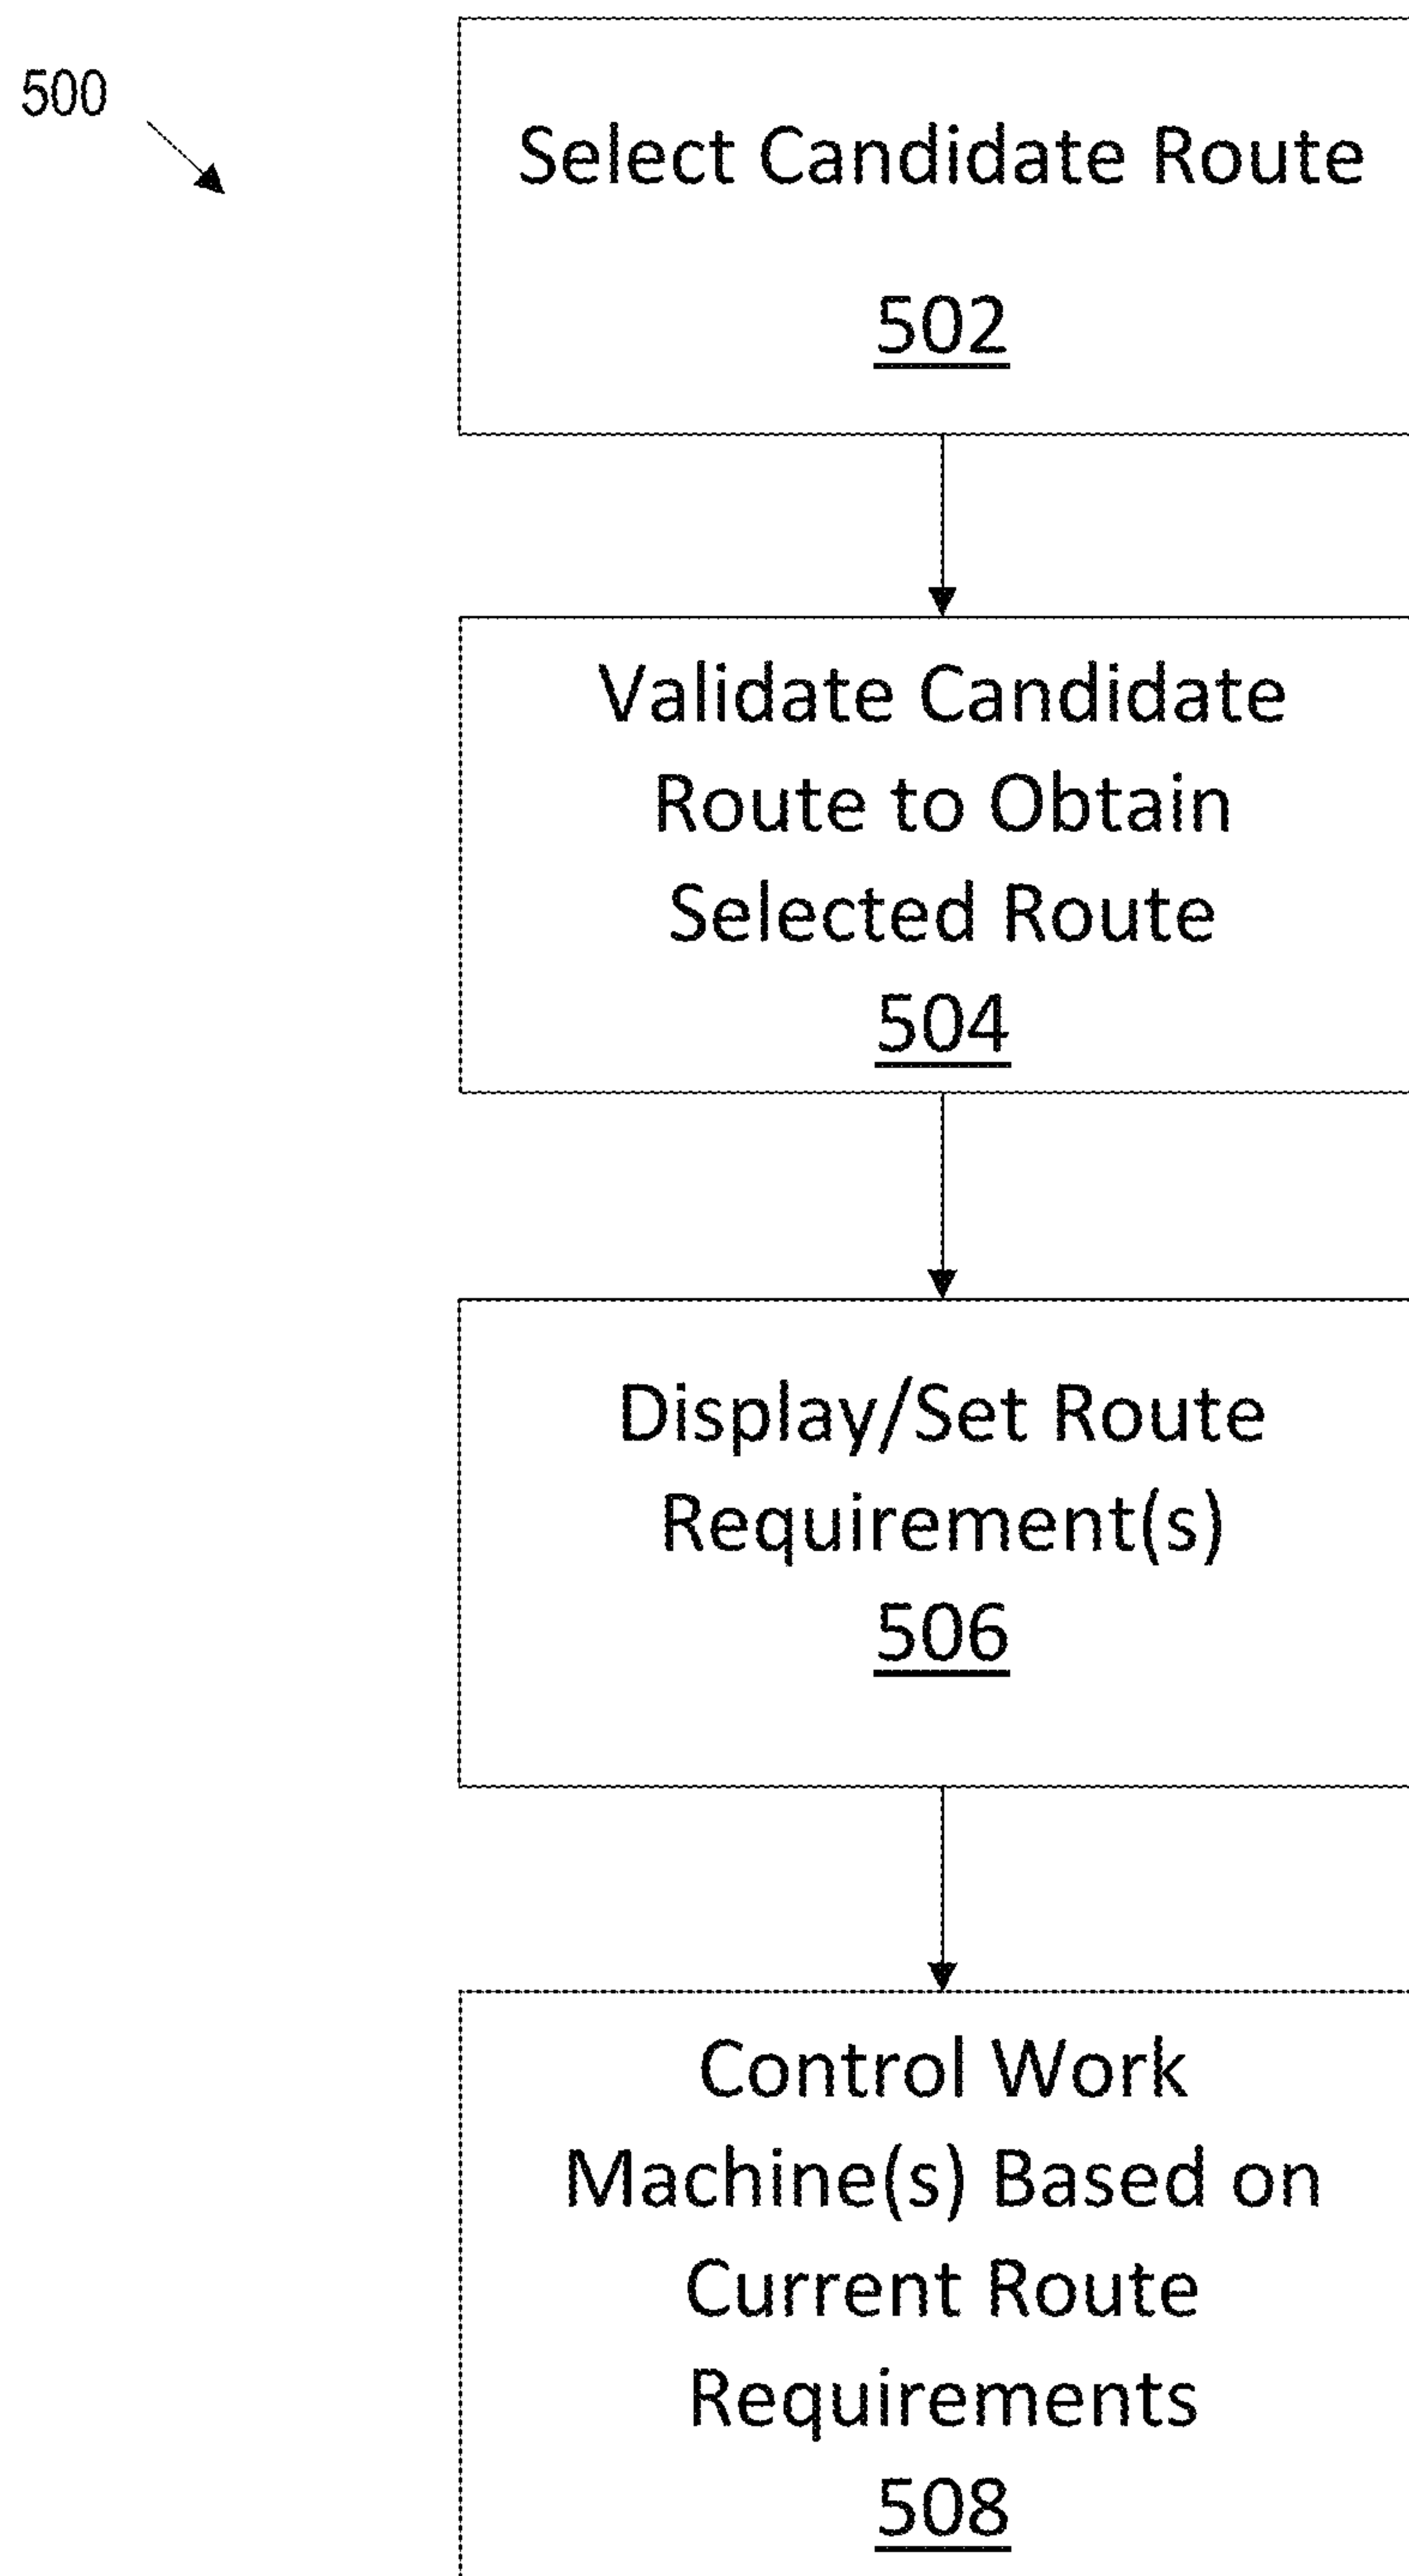 500
Select Candidate Route
502
Validate Candidate
Route to Obtain
Selected Route
504
Display/Set Route
Requirement(s)
506
Control Work
Machine(s) Based on
Current Route
Requirements
508